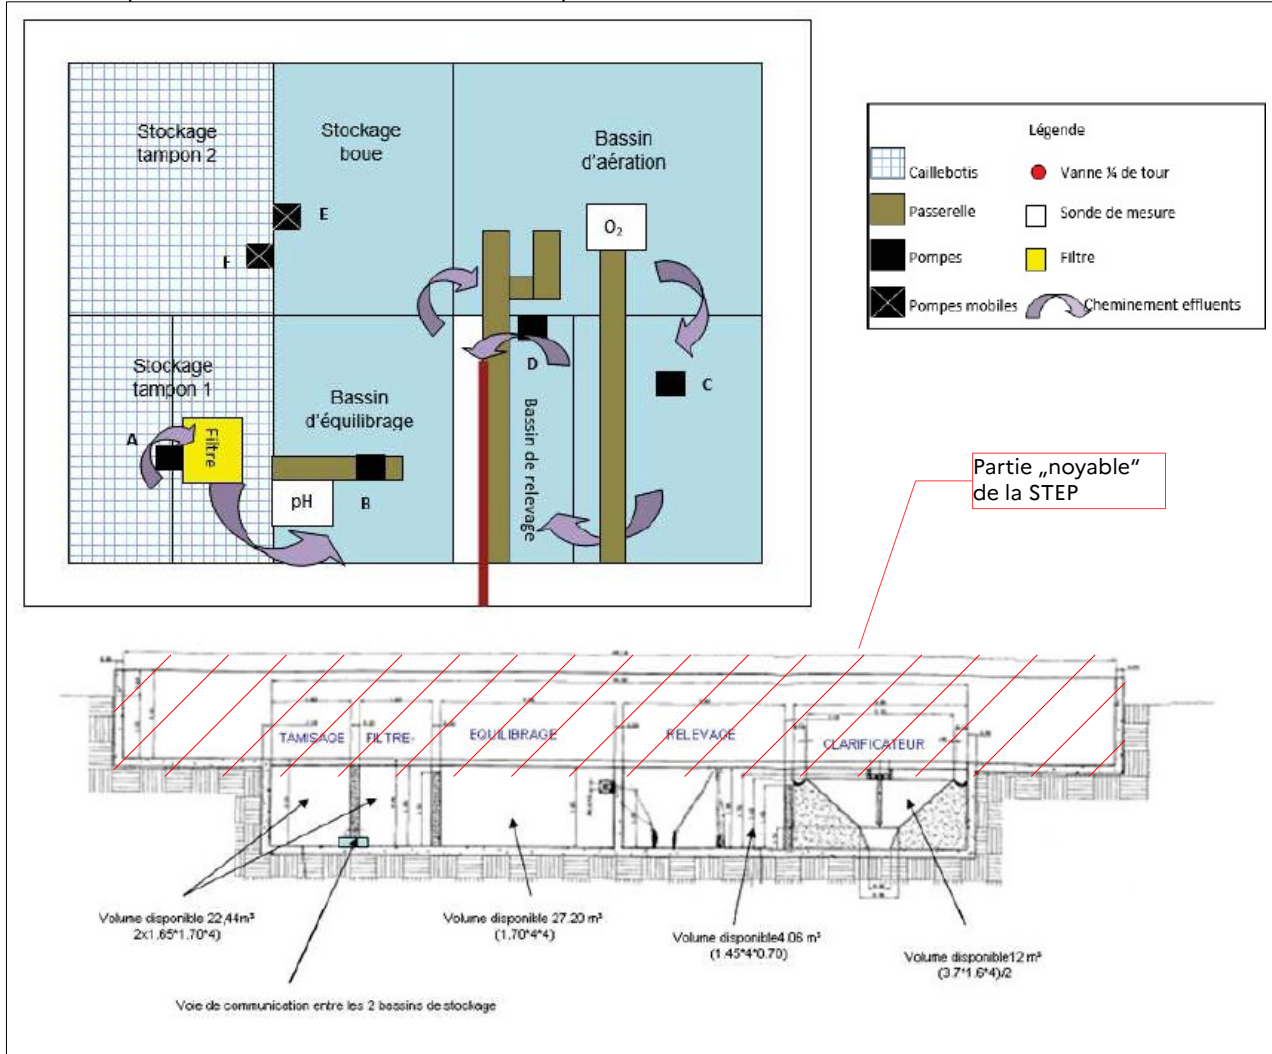 Stockage
tampon 2
Stockage
boue
Bassin
d'aération
E
F
O₂
Stockage
tampon 1
Bassin
d'équilibrage
A
Filtre
pH
B
D
C
Bassin de relevage
Légende
Caillebotis
Vanne ¼ de tour
Passerelle
Sonde de mesure
Pompes
Filtre
Pompes mobiles
Cheminement effluents
Partie „noyable“
de la STEP
TAMISAGE
FILTRE-
EQUILIBRAGE
RELEVAGE
CLARIFICATEUR
Volume disponible 22,44m³
2x1.65*1.70*4)
Volume disponible 27.20 m³
(1.70*4*4)
Volume disponible4.06 m³
(1.45*4*0.70)
Volume disponible12 m³
(3.7*1.6*4)/2
Voie de communication entre les 2 bassins de stockage